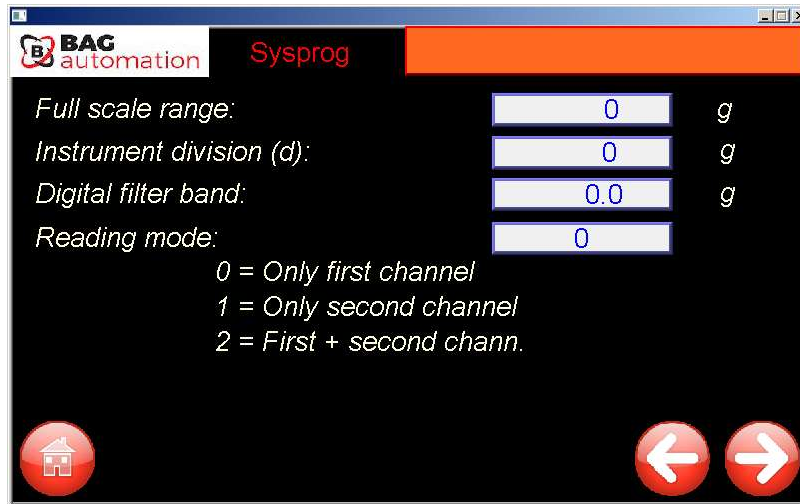 BAG
automation
Sysprog
Full scale range: 0 g
Instrument division (d): 0 g
Digital filter band: 0.0 g
Reading mode: 0
0 = Only first channel
1 = Only second channel
2 = First + second chann.